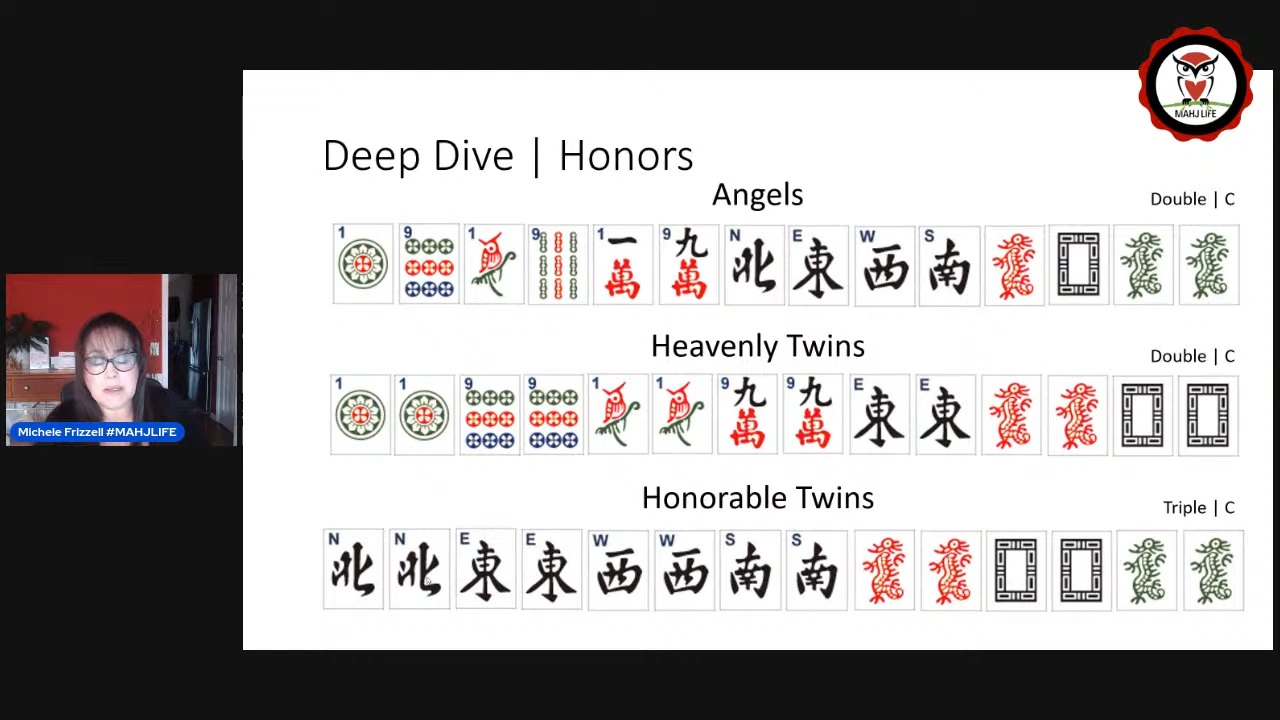 MAHJ LIFE
Deep Dive | Honors
Angels
Double | C
1 9 1 9 1 一 萬 9 九 萬 N 北 E 東 W 西 S 南
Heavenly Twins
Double | C
1 1 9 9 1 1 9 九 萬 9 九 萬 E 東 E 東
Honorable Twins
Triple | C
N 北 N 北 E 東 E 東 W 西 W 西 S 南 S 南
Michele Frizzell #MAHJLIFE